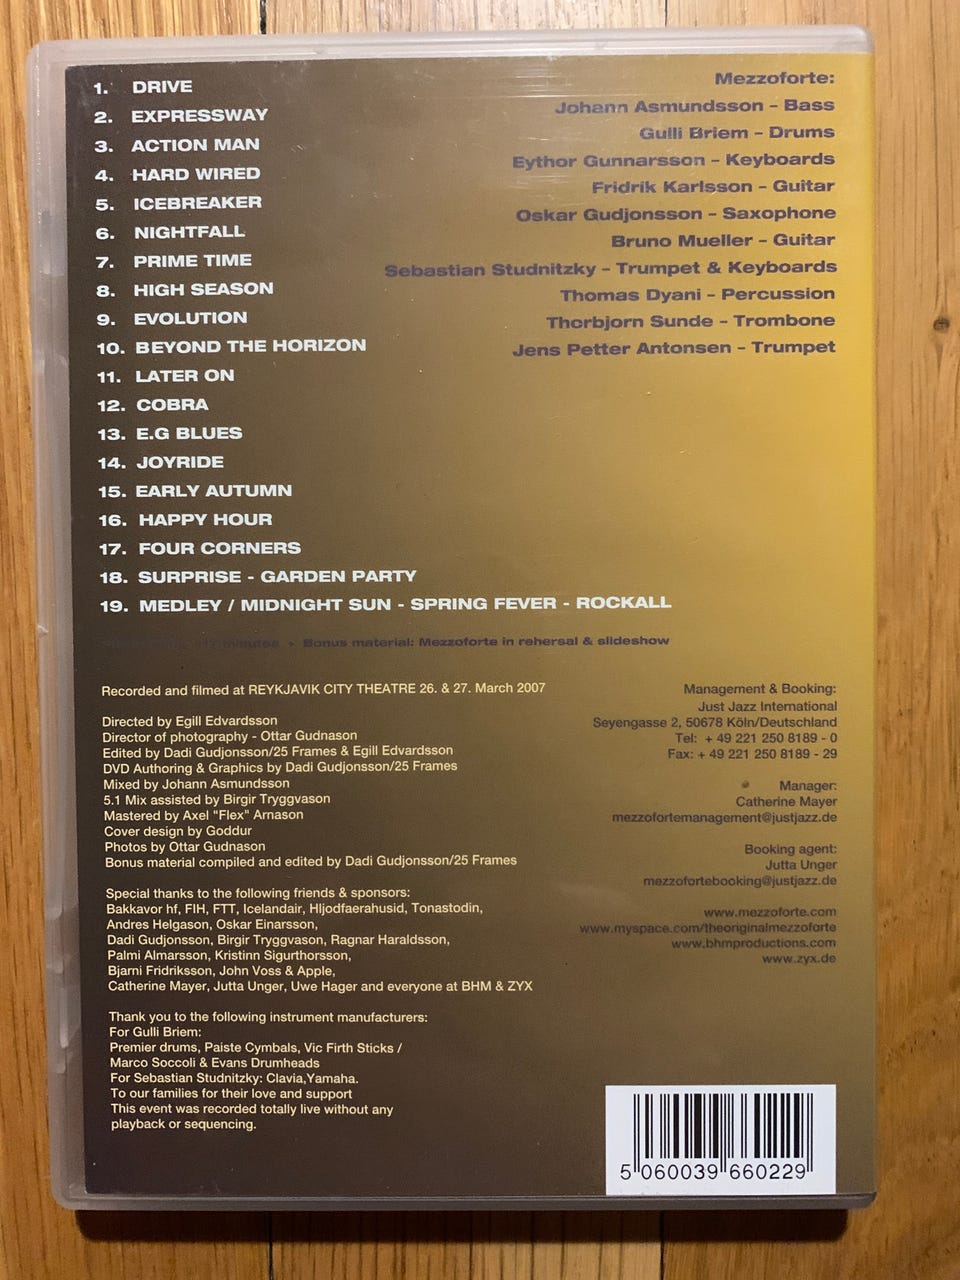 1. DRIVE
2. EXPRESSWAY
3. ACTION MAN
4. HARD WIRED
5. ICEBREAKER
6. NIGHTFALL
7. PRIME TIME
8. HIGH SEASON
9. EVOLUTION
10. BEYOND THE HORIZON
11. LATER ON
12. COBRA
13. E.G BLUES
14. JOYRIDE
15. EARLY AUTUMN
16. HAPPY HOUR
17. FOUR CORNERS
18. SURPRISE - GARDEN PARTY
19. MEDLEY / MIDNIGHT SUN - SPRING FEVER - ROCKALL
Mezzoforte:
Johann Asmundsson - Bass
Gulli Briem - Drums
Eythor Gunnarsson - Keyboards
Fridrik Karlsson - Guitar
Oskar Gudjonsson - Saxophone
Bruno Mueller - Guitar
Sebastian Studnitzky - Trumpet & Keyboards
Thomas Dyani - Percussion
Thorbjorn Sunde - Trombone
Jens Petter Antonsen - Trumpet
minutes + Bonus material: Mezzoforte in rehersal & slideshow
Recorded and filmed at REYKJAVIK CITY THEATRE 26. & 27. March 2007
Directed by Egill Edvardsson
Director of photography - Ottar Gudnason
Edited by Dadi Gudjonsson/25 Frames & Egill Edvardsson
DVD Authoring & Graphics by Dadi Gudjonsson/25 Frames
Mixed by Johann Asmundsson
5.1 Mix assisted by Birgir Tryggvason
Mastered by Axel "Flex" Arnason
Cover design by Goddur
Photos by Ottar Gudnason
Bonus material compiled and edited by Dadi Gudjonsson/25 Frames
Special thanks to the following friends & sponsors:
Bakkavor hf, FIH, FTT, Icelandair, Hljodfaerahusid, Tonastodin,
Andres Helgason, Oskar Einarsson,
Dadi Gudjonsson, Birgir Tryggvason, Ragnar Haraldsson,
Palmi Almarsson, Kristinn Sigurthorsson,
Bjarni Fridriksson, John Voss & Apple,
Catherine Mayer, Jutta Unger, Uwe Hager and everyone at BHM & ZYX
Thank you to the following instrument manufacturers:
For Gulli Briem:
Premier drums, Paiste Cymbals, Vic Firth Sticks /
Marco Soccoli & Evans Drumheads
For Sebastian Studnitzky: Clavia,Yamaha.
To our families for their love and support
This event was recorded totally live without any
playback or sequencing.
Management & Booking:
Just Jazz International
Seyengasse 2, 50678 Köln/Deutschland
Tel: + 49 221 250 8189 - 0
Fax: + 49 221 250 8189 - 29
Manager:
Catherine Mayer
mezzofortemanagement@justjazz.de
Booking agent:
Jutta Unger
mezzofortebooking@justjazz.de
www.mezzoforte.com
www.myspace.com/theoriginalmezzoforte
www.bhmproductions.com
www.zyx.de
5 060039 660229